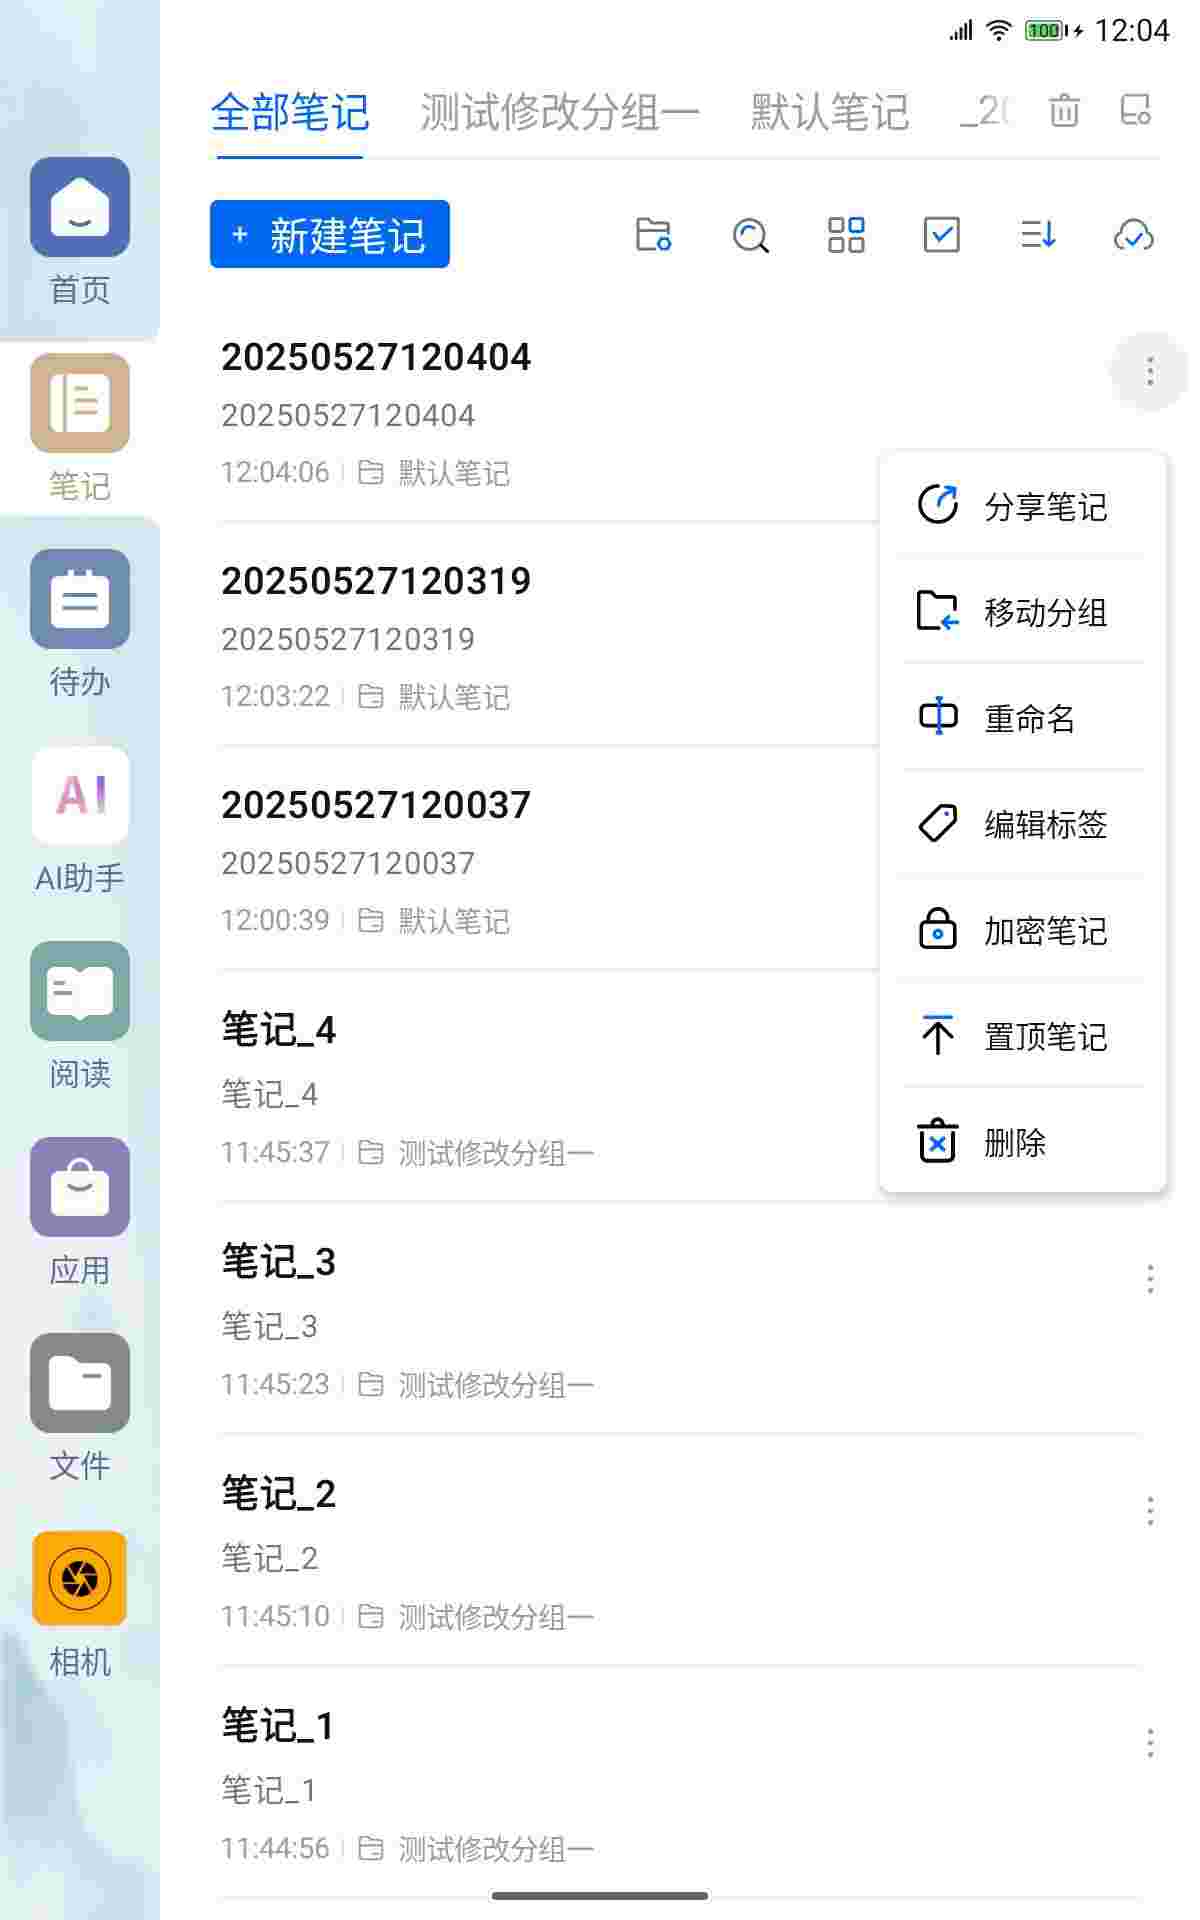 100 12:04
全部笔记 测试修改分组一 默认笔记 _20
+ 新建笔记
首页
笔记
待办
AI
AI助手
阅读
应用
文件
相机
20250527120404
20250527120404
12:04:06 默认笔记
20250527120319
20250527120319
12:03:22 默认笔记
20250527120037
20250527120037
12:00:39 默认笔记
笔记_4
笔记_4
11:45:37 测试修改分组一
笔记_3
笔记_3
11:45:23 测试修改分组一
笔记_2
笔记_2
11:45:10 测试修改分组一
笔记_1
笔记_1
11:44:56 测试修改分组一
分享笔记
移动分组
重命名
编辑标签
加密笔记
置顶笔记
删除